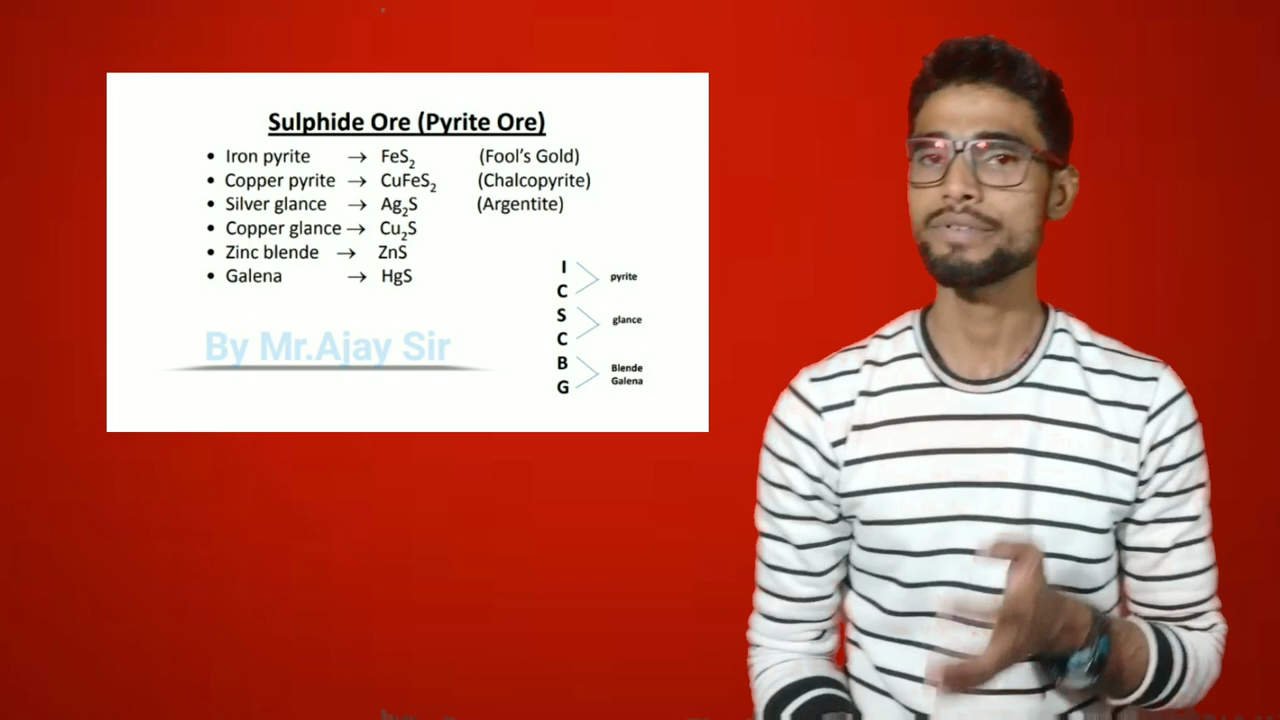 Sulphide Ore (Pyrite Ore)
• Iron pyrite → FeS₂ (Fool's Gold)
• Copper pyrite → CuFeS₂ (Chalcopyrite)
• Silver glance → Ag₂S (Argentite)
• Copper glance → Cu₂S
• Zinc blende → ZnS
• Galena → HgS
I
C
pyrite
S
C
glance
B
G
Blende
Galena
By Mr.Ajay Sir